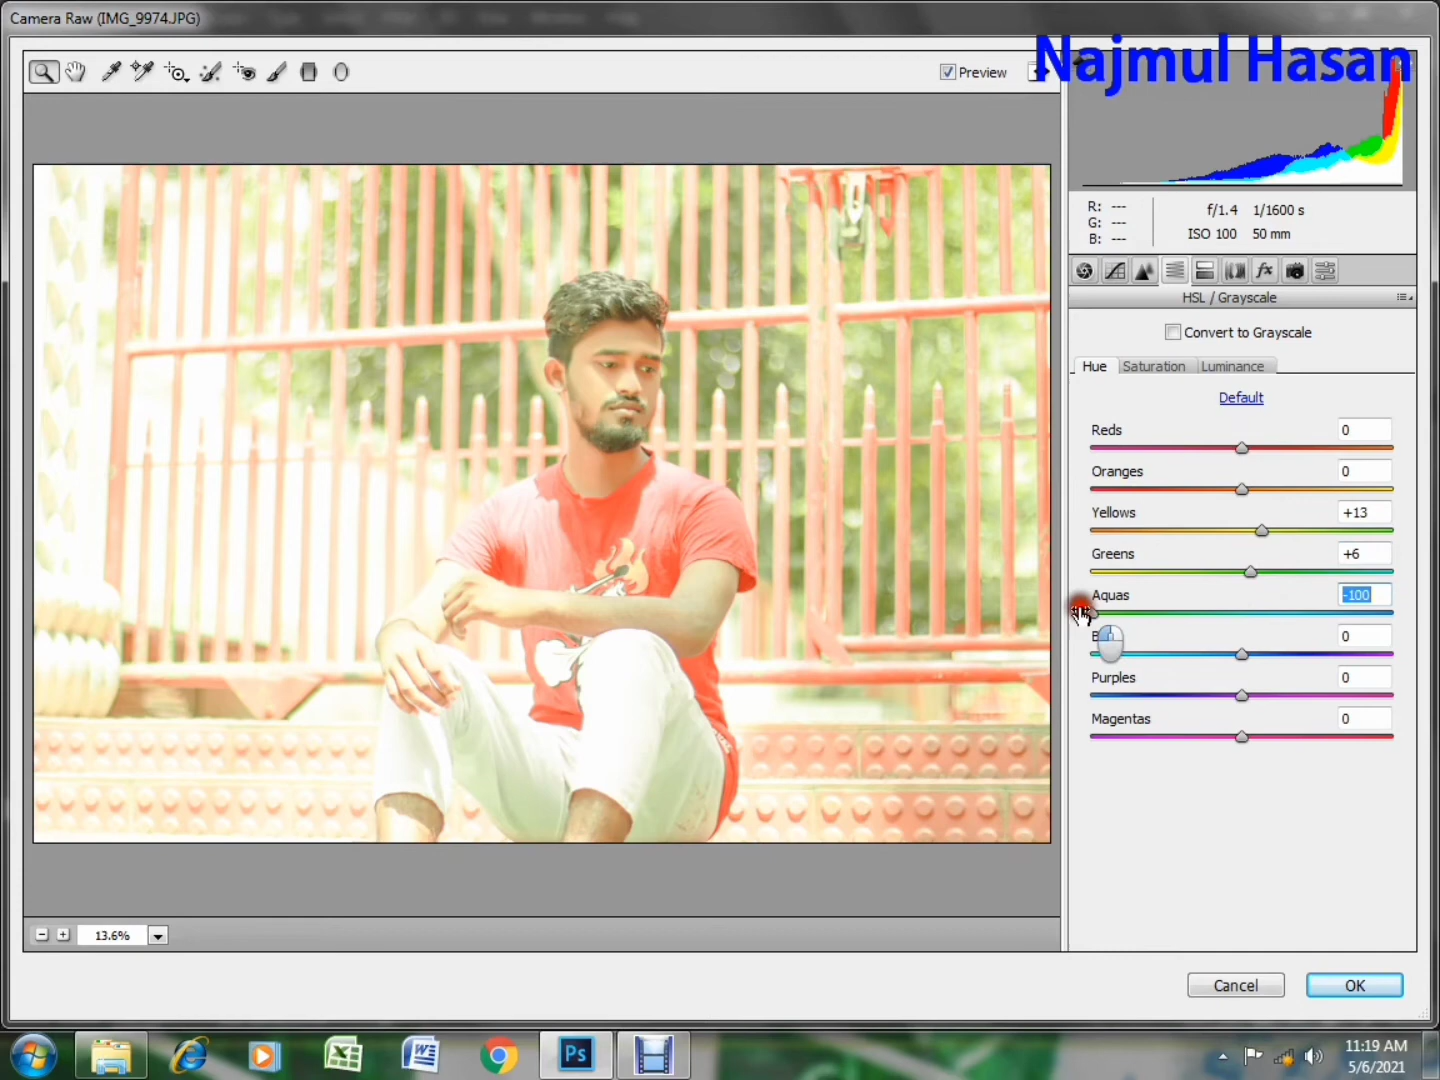 Camera Raw (IMG_9974.JPG)
Najmul Hasan
Preview
R: ---
G: ---
B: ---
f/1.4 1/1600 s
ISO 100 50 mm
fx
HSL / Grayscale
Convert to Grayscale
Hue Saturation Luminance
Default
Reds 0
Oranges 0
Yellows +13
Greens +6
Aquas -100
0
Purples 0
Magentas 0
13.6%
Cancel OK
Ps
11:19 AM
5/6/2021